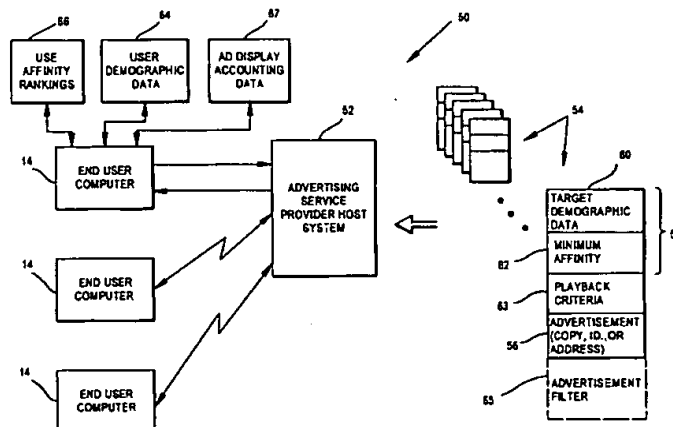 66
64
67
50
USE
AFFINITY
RANKINGS
USER
DEMOGRAPHIC
DATA
AD DISPLAY
ACCOUNTING
DATA
52
54
14
END USER
COMPUTER
ADVERTISING
SERVICE
PROVIDER HOST
SYSTEM
60
TARGET
DEMOGRAPHIC
DATA
14
END USER
COMPUTER
62
MINIMUM
AFFINITY
63
PLAYBACK
CRITERIA
56
ADVERTISEMENT
(COPY, ID., OR
ADDRESS)
14
END USER
COMPUTER
65
ADVERTISEMENT
FILTER